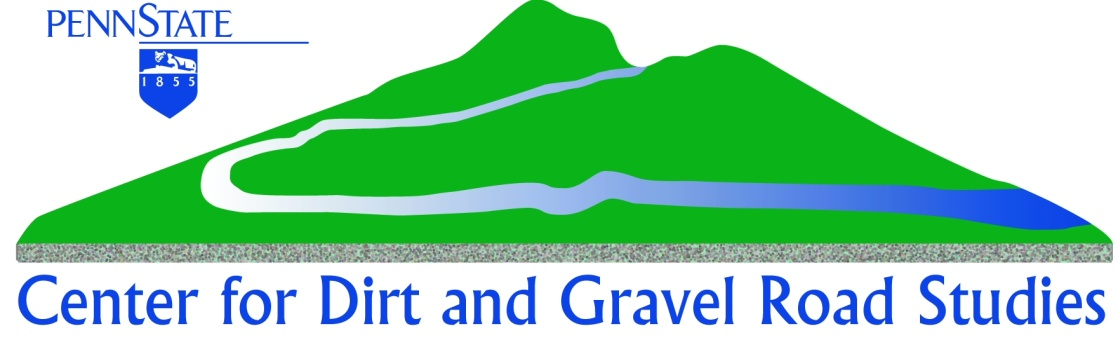 PENNSTATE
1855
Center for Dirt and Gravel Road Studies